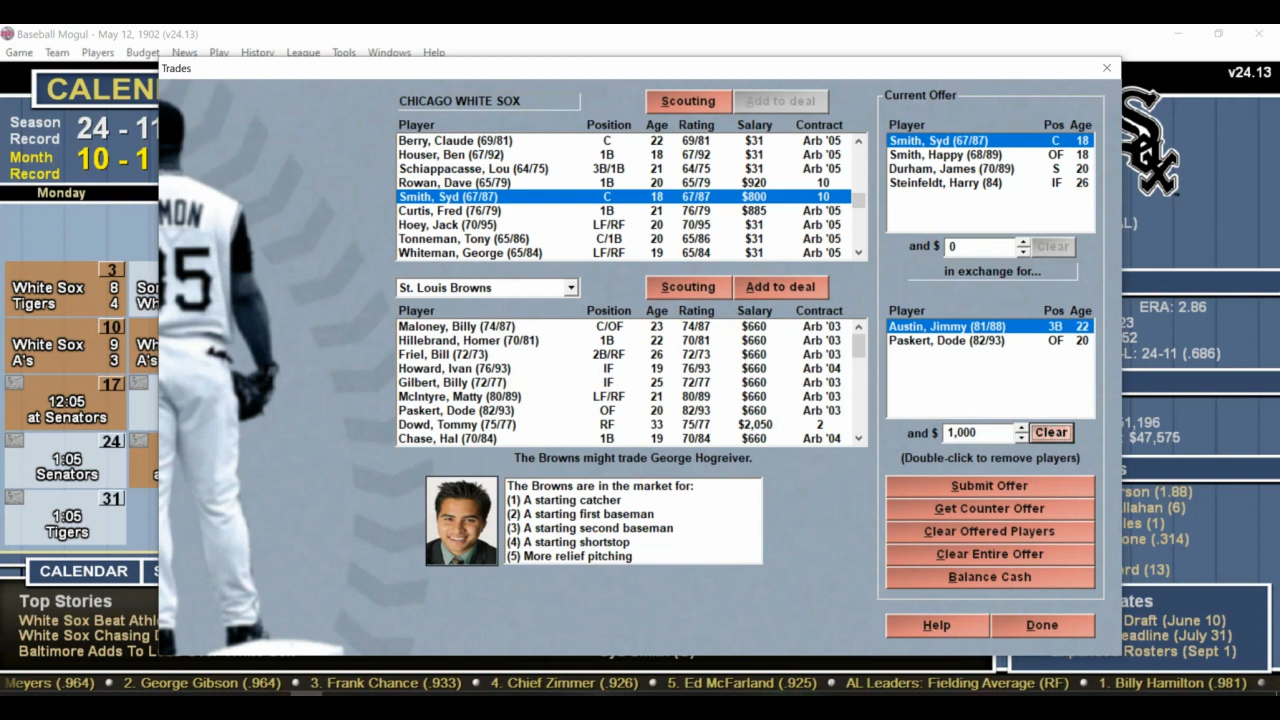 Baseball Mogul - May 12, 1902 (v24.13)
Game Team Players Budget News Play History League Tools Windows Help
Trades
v24.13
CALEN
Season Record 24 - 11
Month Record 10 - 1
Monday
3
White Sox 8
Tigers 4
10
White Sox 9
A's 3
17
12:05
at Senators
24
1:05
Senators
31
1:05
Tigers
CALENDAR
Top Stories
White Sox Beat Athl
White Sox Chasing D
Baltimore Adds To L
MON
35
CHICAGO WHITE SOX
Scouting Add to deal
Player Position Age Rating Salary Contract
Berry, Claude (69/81) C 22 69/81 $31 Arb '05
Houser, Ben (67/92) 1B 18 67/92 $31 Arb '05
Schiappacasse, Lou (64/75) 3B/1B 21 64/75 $31 Arb '05
Rowan, Dave (65/79) 1B 20 65/79 $920 10
Smith, Syd (67/87) C 18 67/87 $800 10
Curtis, Fred (76/79) 1B 21 76/79 $885 Arb '05
Hoey, Jack (70/95) LF/RF 20 70/95 $31 Arb '05
Tonneman, Tony (65/86) C/1B 20 65/86 $31 Arb '05
Whiteman, George (65/84) LF/RF 19 65/84 $31 Arb '05
St. Louis Browns
Scouting Add to deal
Player Position Age Rating Salary Contract
Maloney, Billy (74/87) C/OF 23 74/87 $660 Arb '03
Hillebrand, Homer (70/81) 1B 22 70/81 $660 Arb '03
Friel, Bill (72/73) 2B/RF 26 72/73 $660 Arb '03
Howard, Ivan (76/93) IF 19 76/93 $660 Arb '04
Gilbert, Billy (72/77) IF 25 72/77 $660 Arb '03
McIntyre, Matty (80/89) LF/RF 21 80/89 $660 Arb '03
Paskert, Dode (82/93) OF 20 82/93 $660 Arb '03
Dowd, Tommy (75/77) RF 33 75/77 $2,050 2
Chase, Hal (70/84) 1B 19 70/84 $660 Arb '04
The Browns might trade George Hogreiver.
The Browns are in the market for:
(1) A starting catcher
(2) A starting first baseman
(3) A starting second baseman
(4) A starting shortstop
(5) More relief pitching
Current Offer
Player Pos Age
Smith, Syd (67/87) C 18
Smith, Happy (68/89) OF 18
Durham, James (70/89) S 20
Steinfeldt, Harry (84) IF 26
and $ 0 Clear
in exchange for...
Player Pos Age
Austin, Jimmy (81/88) 3B 22
Paskert, Dode (82/93) OF 20
and $ 1,000 Clear
(Double-click to remove players)
Submit Offer
Get Counter Offer
Clear Offered Players
Clear Entire Offer
Balance Cash
Help Done
ERA: 2.86
24-11 (.686)
$47,575
rson (1.88)
llahan (6)
les (1)
one (.314)
ord (13)
ates
Draft (June 10)
eadline (July 31)
Rosters (Sept 1)
Meyers (.964) • 2. George Gibson (.964) • 3. Frank Chance (.933) • 4. Chief Zimmer (.926) • 5. Ed McFarland (.925) • AL Leaders: Fielding Average (RF) • 1. Billy Hamilton (.981) •